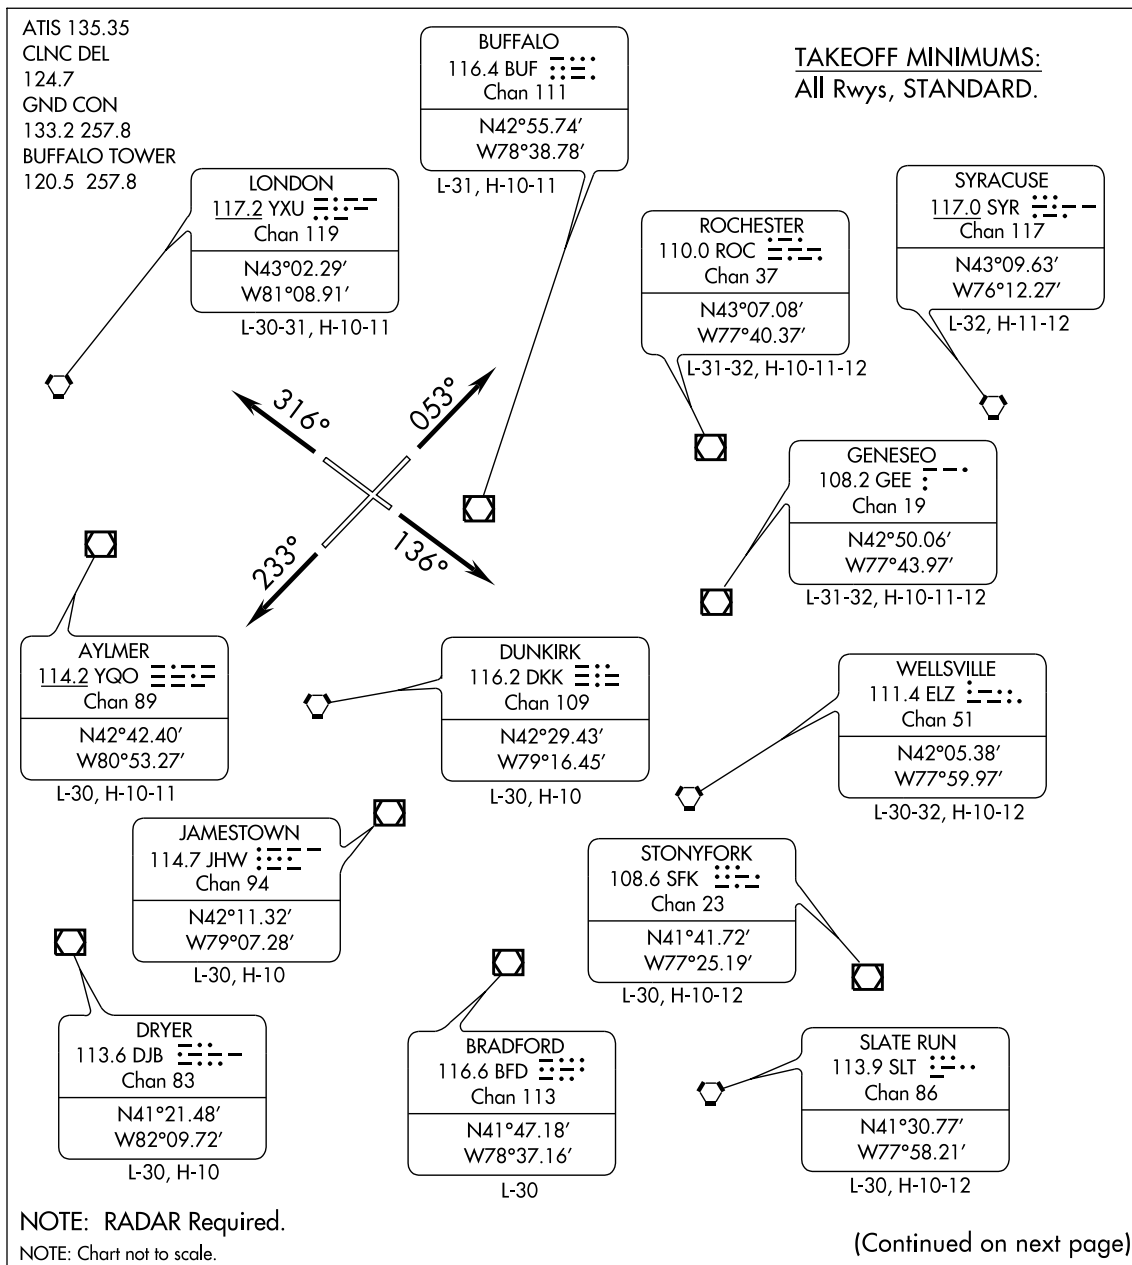 ATIS 135.35
CLNC DEL
124.7
GND CON
133.2 257.8
BUFFALO TOWER
120.5 257.8
BUFFALO
116.4 BUF
Chan 111
N42°55.74′
W78°38.78′
L-31, H-10-11
TAKEOFF MINIMUMS:
All Rwys, STANDARD.
LONDON
117.2 YXU
Chan 119
N43°02.29′
W81°08.91′
L-30-31, H-10-11
ROCHESTER
110.0 ROC
Chan 37
N43°07.08′
W77°40.37′
L-31-32, H-10-11-12
SYRACUSE
117.0 SYR
Chan 117
N43°09.63′
W76°12.27′
L-32, H-11-12
316°
053°
233°
136°
GENESEO
108.2 GEE
Chan 19
N42°50.06′
W77°43.97′
L-31-32, H-10-11-12
AYLMER
114.2 YQO
Chan 89
N42°42.40′
W80°53.27′
L-30, H-10-11
DUNKIRK
116.2 DKK
Chan 109
N42°29.43′
W79°16.45′
L-30, H-10
WELLSVILLE
111.4 ELZ
Chan 51
N42°05.38′
W77°59.97′
L-30-32, H-10-12
JAMESTOWN
114.7 JHW
Chan 94
N42°11.32′
W79°07.28′
L-30, H-10
STONYFORK
108.6 SFK
Chan 23
N41°41.72′
W77°25.19′
L-30, H-10-12
DRYER
113.6 DJB
Chan 83
N41°21.48′
W82°09.72′
L-30, H-10
BRADFORD
116.6 BFD
Chan 113
N41°47.18′
W78°37.16′
L-30
SLATE RUN
113.9 SLT
Chan 86
N41°30.77′
W77°58.21′
L-30, H-10-12
NOTE: RADAR Required.
NOTE: Chart not to scale.
(Continued on next page)